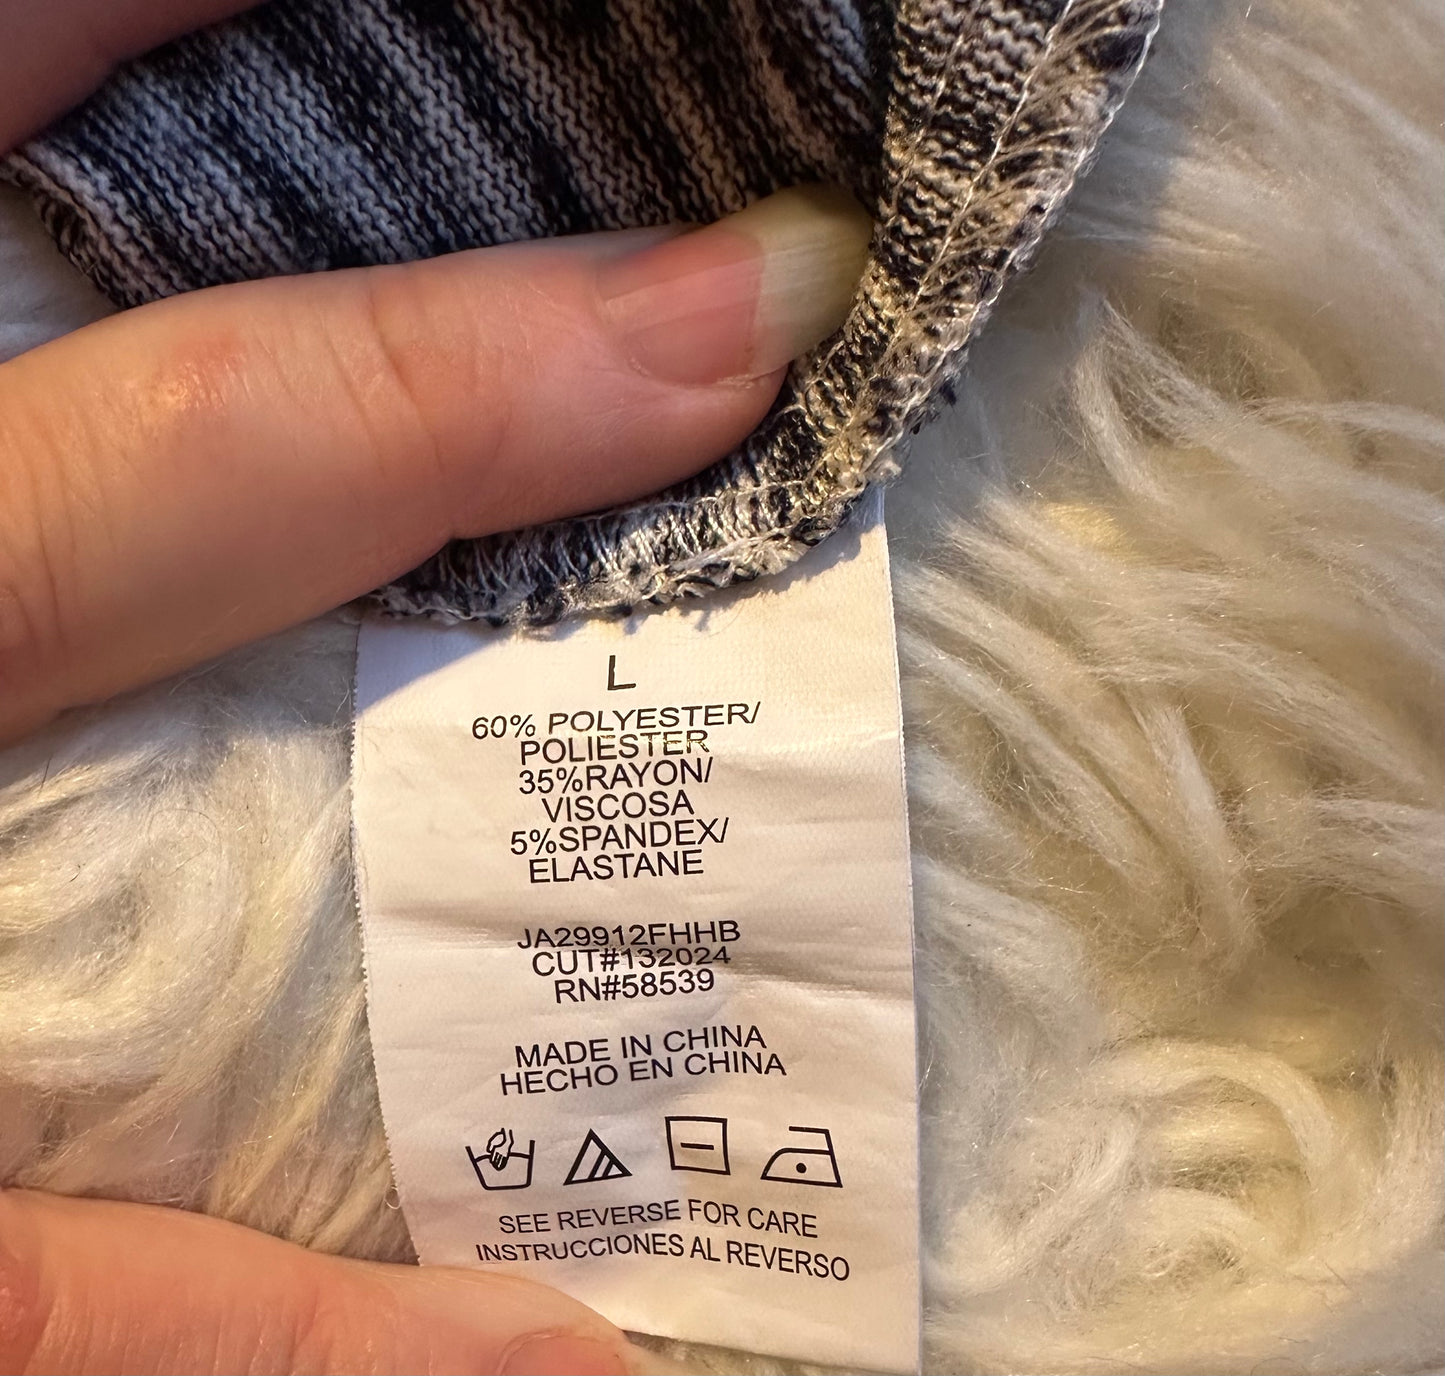 L
60% POLYESTER/
POLIESTER
35%RAYON/
VISCOSA
5%SPANDEX/
ELASTANE
JA29912FHHB
CUT#132024
RN#58539
MADE IN CHINA
HECHO EN CHINA
SEE REVERSE FOR CARE
INSTRUCCIONES AL REVERSO